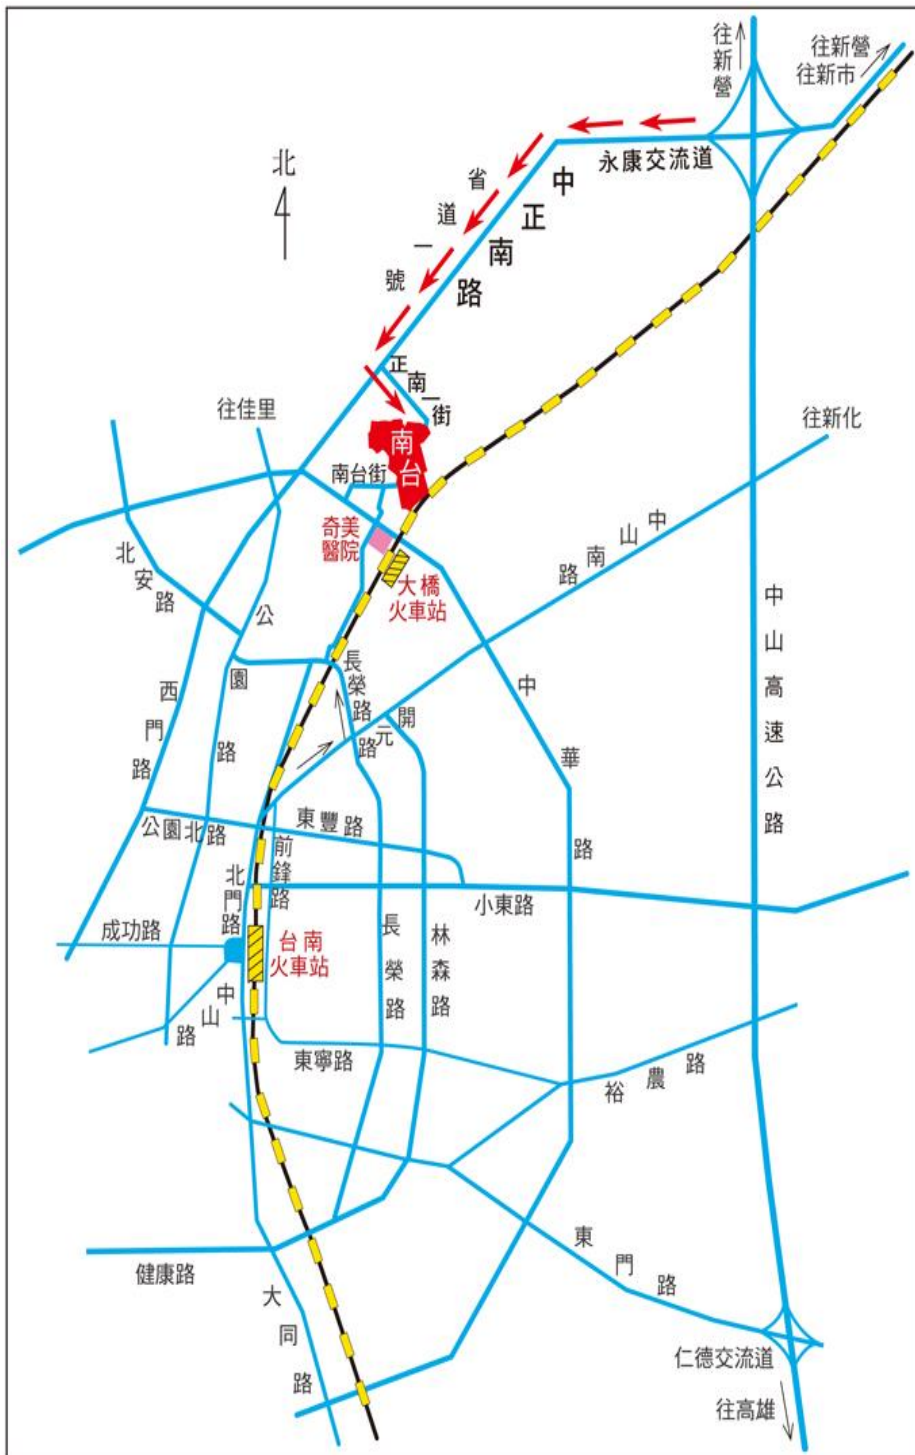 往新營
往新營
往新市
永康交流道
北
省道一號
中正南路
正南一街
往佳里
往新化
南台
南台街
奇美
醫院
大橋
火車站
中山南路
北安路
公園路
西門路
長榮路
開元路
中華路
中山高速公路
公園北路
東豐路
前鋒路
北門路
小東路
成功路
台南
火車站
長榮路
林森路
中山路
東寧路
裕農路
東門路
健康路
大同路
仁德交流道
往高雄